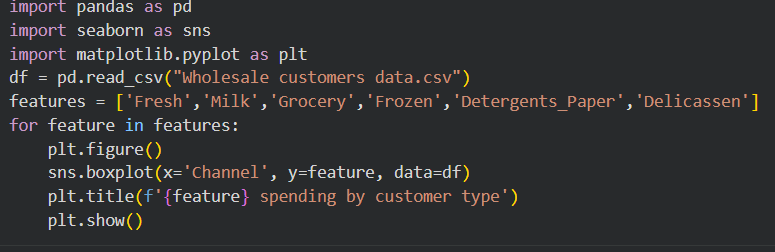 import pandas as pd
import seaborn as sns
import matplotlib.pyplot as plt
df = pd.read_csv("Wholesale customers data.csv")
features = ['Fresh','Milk','Grocery','Frozen','Detergents_Paper','Delicassen']
for feature in features:
    plt.figure()
    sns.boxplot(x='Channel', y=feature, data=df)
    plt.title(f'{feature} spending by customer type')
    plt.show()